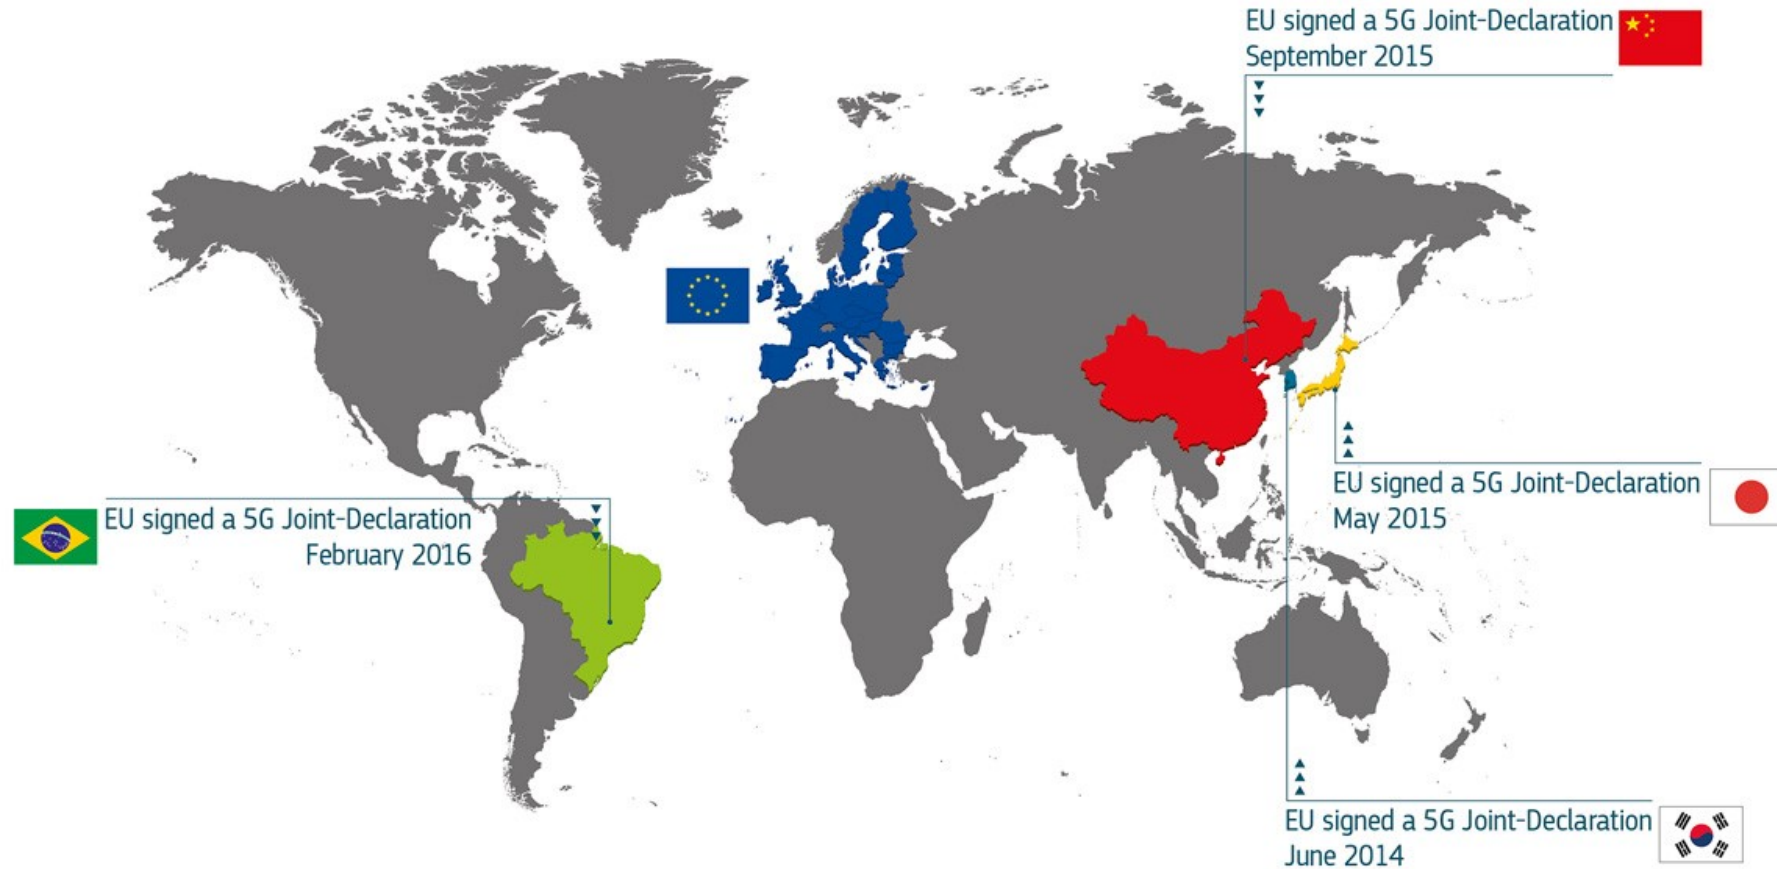 EU signed a 5G Joint-Declaration
September 2015
EU signed a 5G Joint-Declaration
May 2015
EU signed a 5G Joint-Declaration
February 2016
EU signed a 5G Joint-Declaration
June 2014